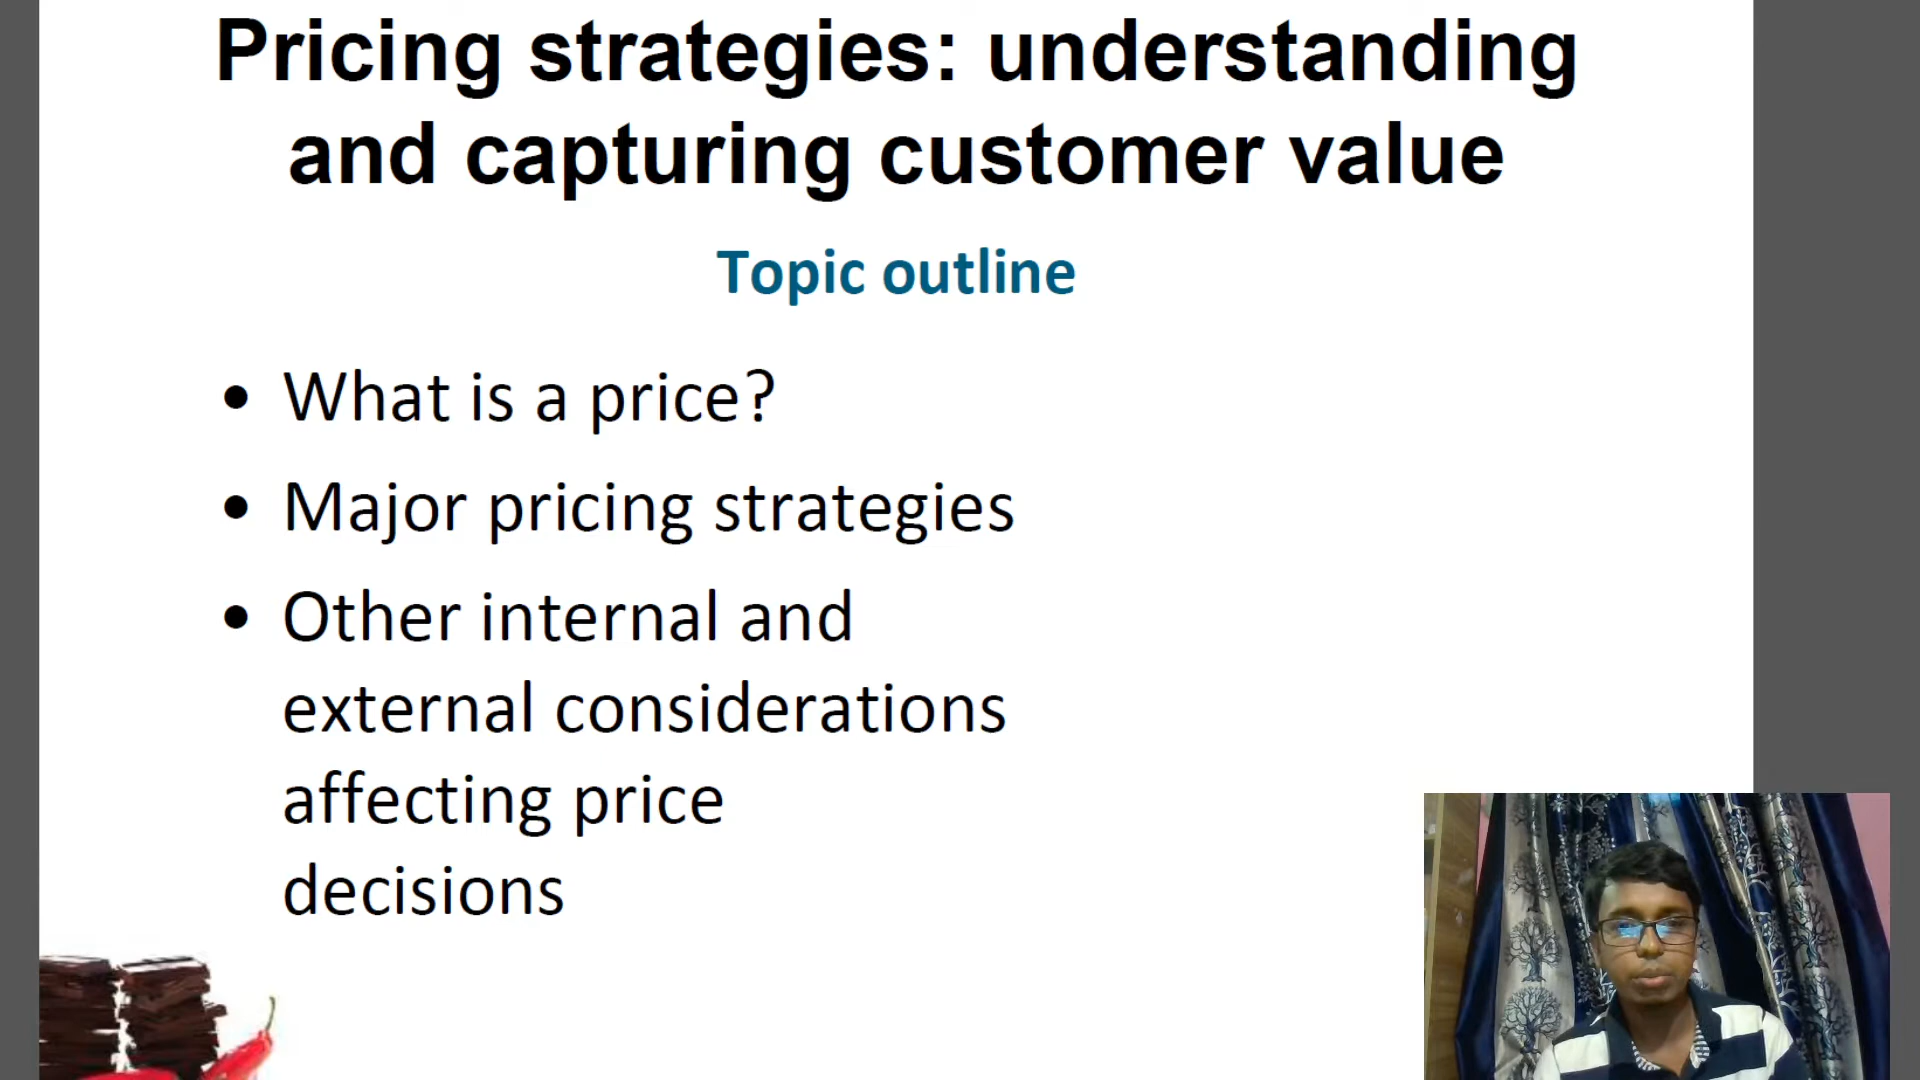 Pricing strategies: understanding
and capturing customer value
Topic outline
• What is a price?
• Major pricing strategies
• Other internal and
external considerations
affecting price
decisions